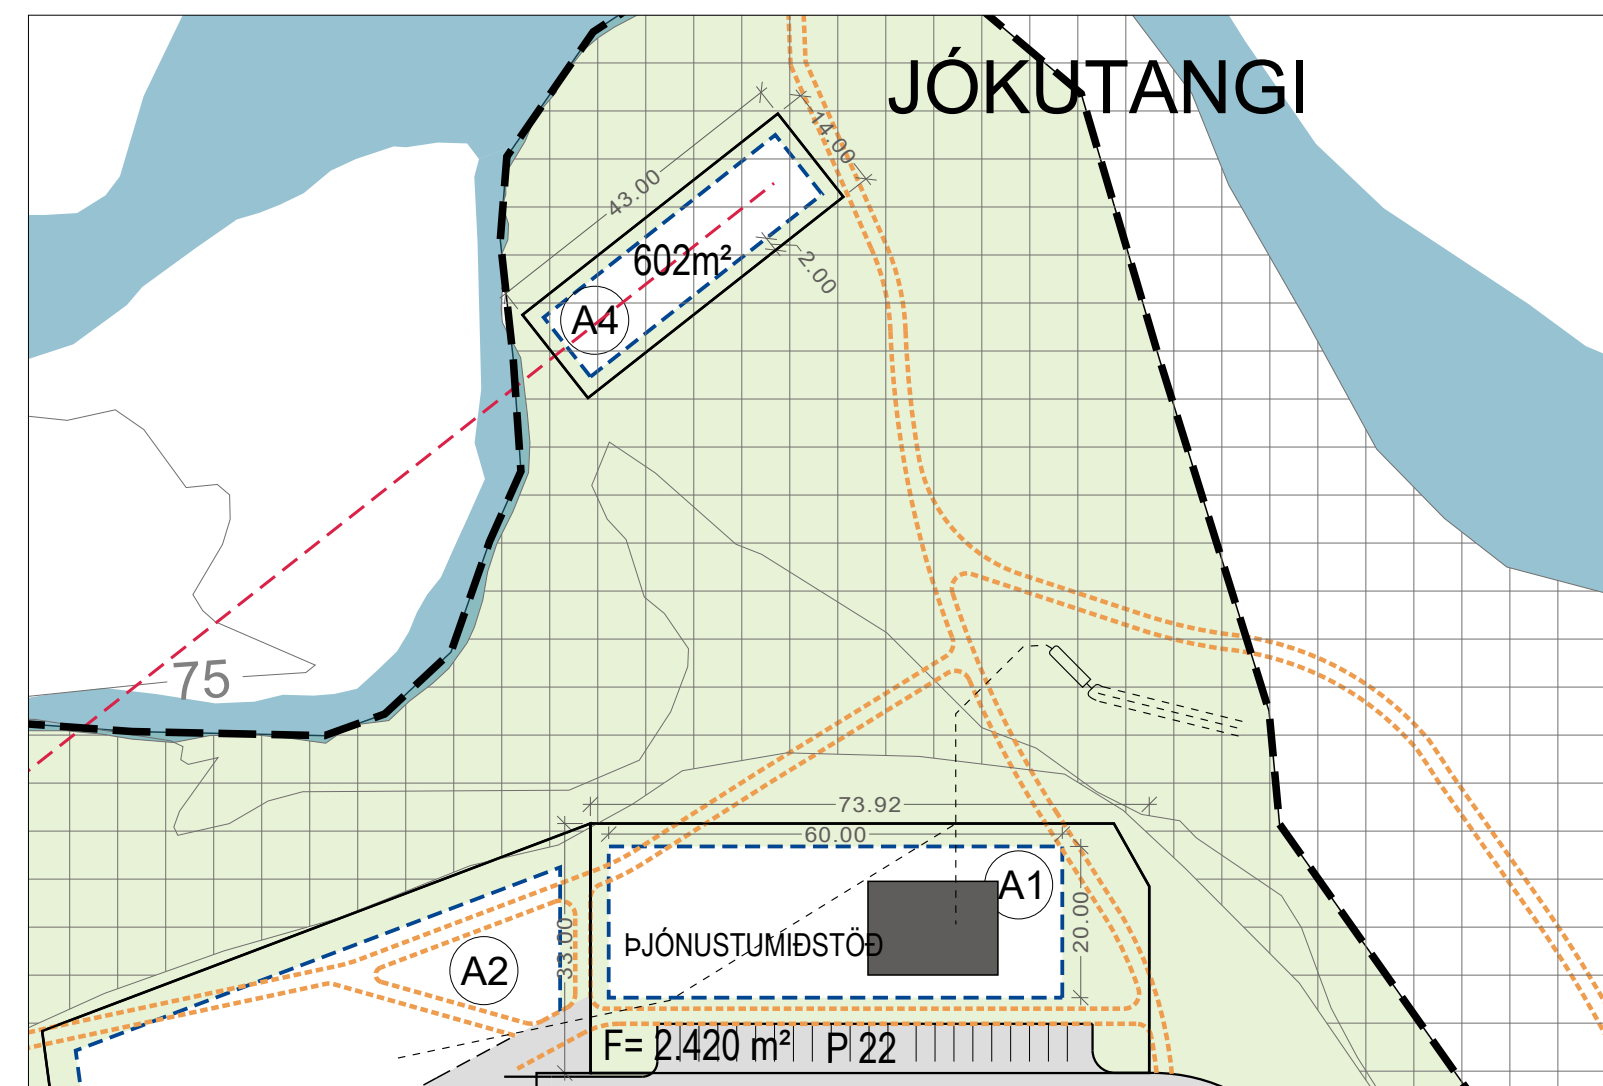 JÓKUTANGI
14.00
43.00
602m²
2.00
A4
75
73.92
60.00
A1
20.00
33.00
ÞJÓNUSTUMIÐSTÖÐ
A2
F= 2.420 m²
P 22